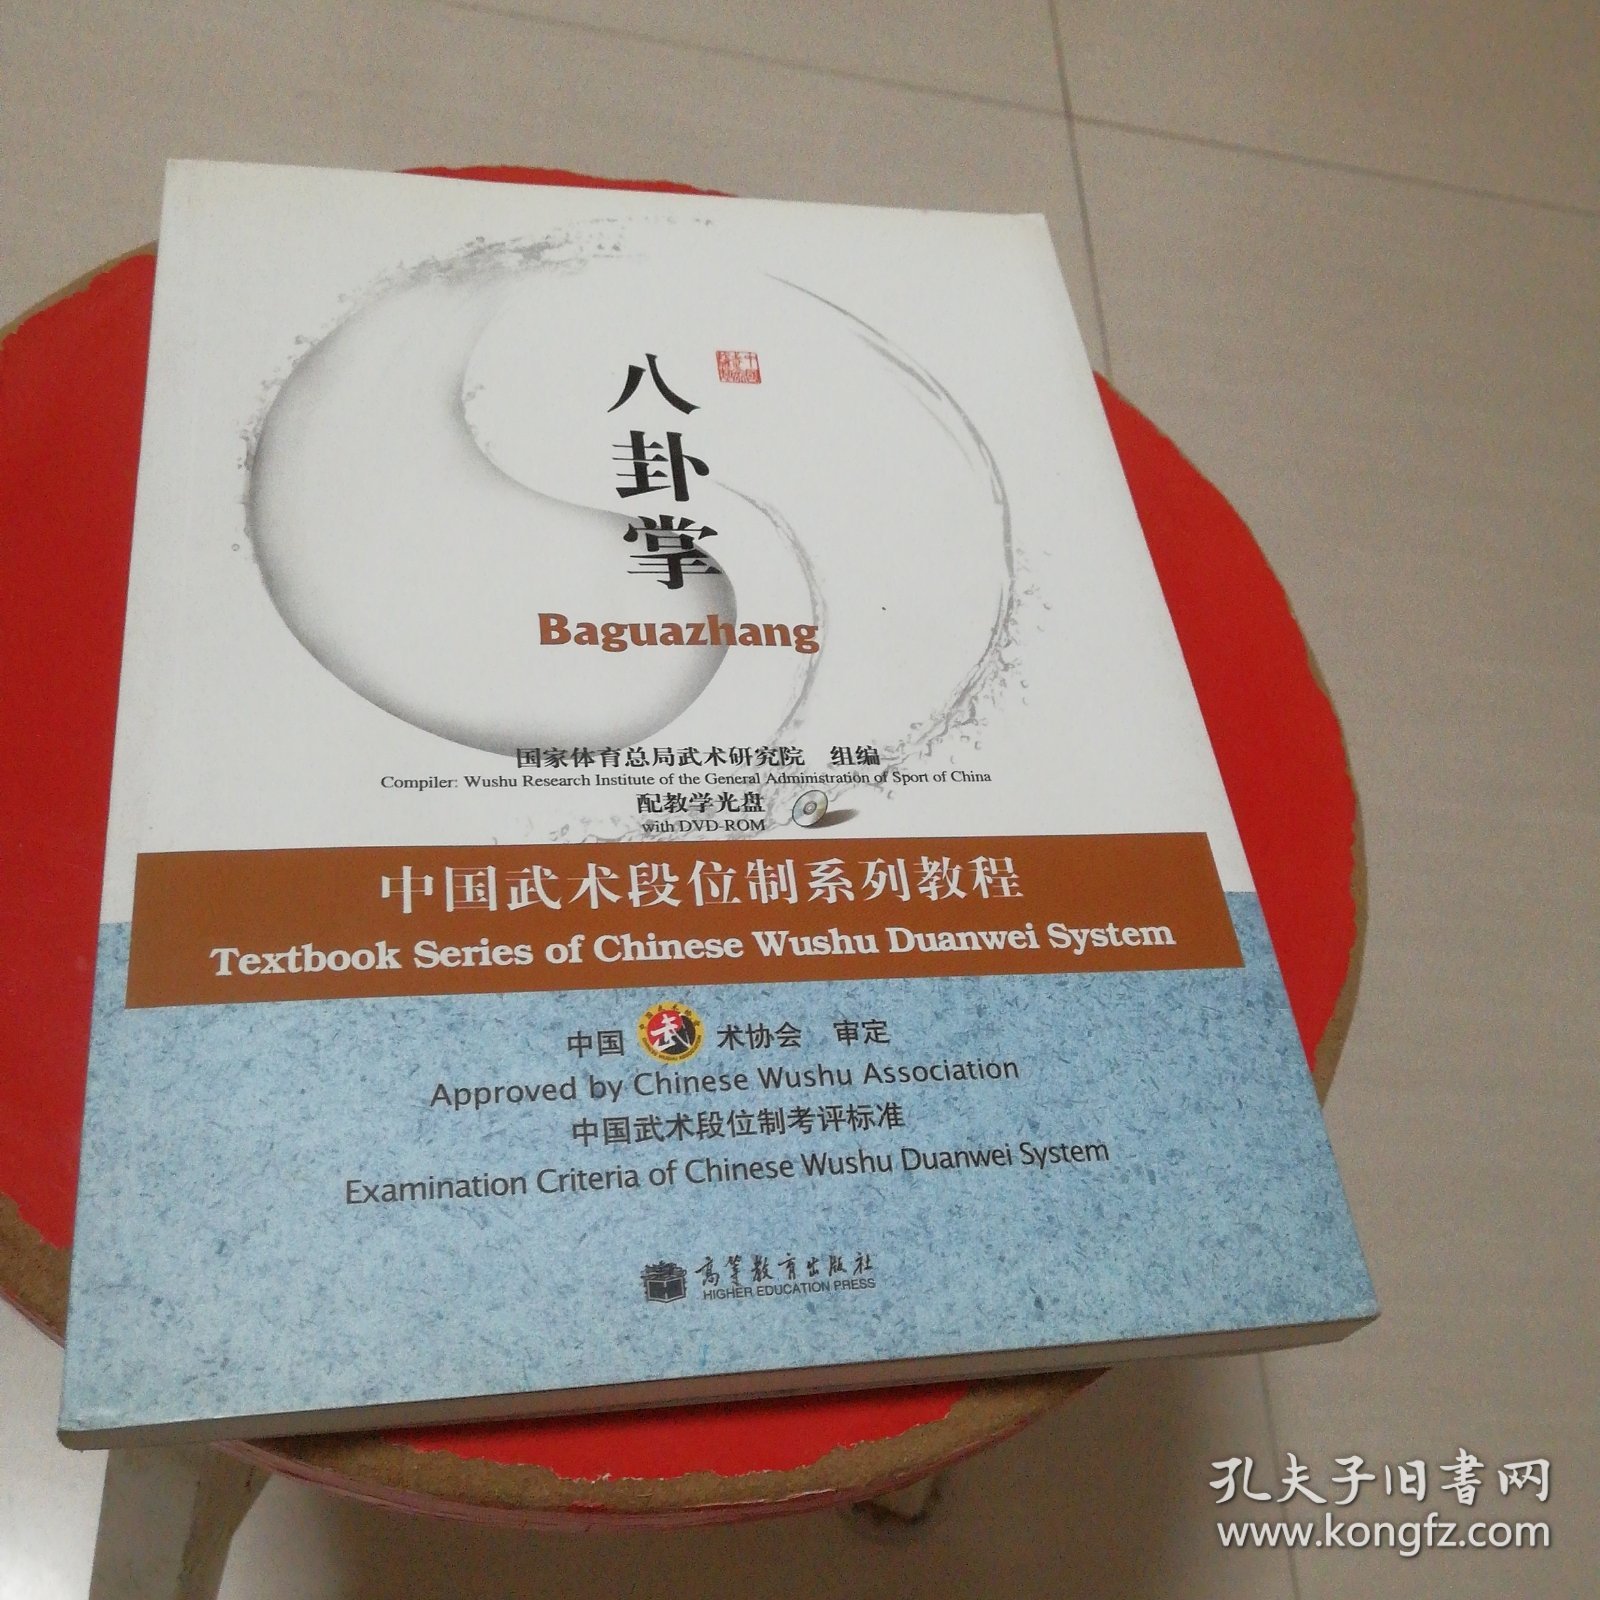 八卦掌
Baguazhang
国家体育总局武术研究院 组编
Compiler: Wushu Research Institute of the General Administration of Sport of China
配教学光盘
with DVD-ROM
中国武术段位制系列教程
Textbook Series of Chinese Wushu Duanwei System
中国武术协会 审定
Approved by Chinese Wushu Association
中国武术段位制考评标准
Examination Criteria of Chinese Wushu Duanwei System
高等教育出版社
HIGHER EDUCATION PRESS
孔夫子旧书网
www.kongfz.com